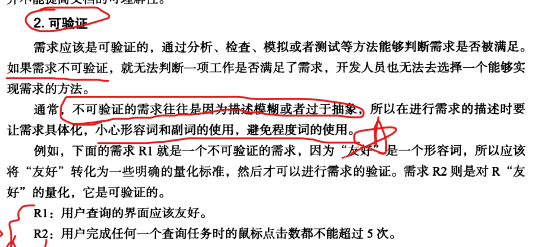 并不能提高文档的可理解性。
2. 可验证
需求应该是可验证的，通过分析、检查、模拟或者测试等方法能够判断需求是否被满足。
如果需求不可验证，就无法判断一项工作是否满足了需求，开发人员也无法去选择一个能够实
现需求的方法。
通常，不可验证的需求往往是因为描述模糊或者过于抽象，所以在进行需求的描述时要
让需求具体化，小心形容词和副词的使用，避免程度词的使用。
例如，下面的需求 R1 就是一个不可验证的需求，因为“友好”是一个形容词，所以应该
将“友好”转化为一些明确的量化标准，然后才可以进行需求的验证。需求 R2 则是对 R“友
好”的量化，它是可验证的。
R1：用户查询的界面应该友好。
R2：用户完成任何一个查询任务时的鼠标点击数都不能超过 5 次。